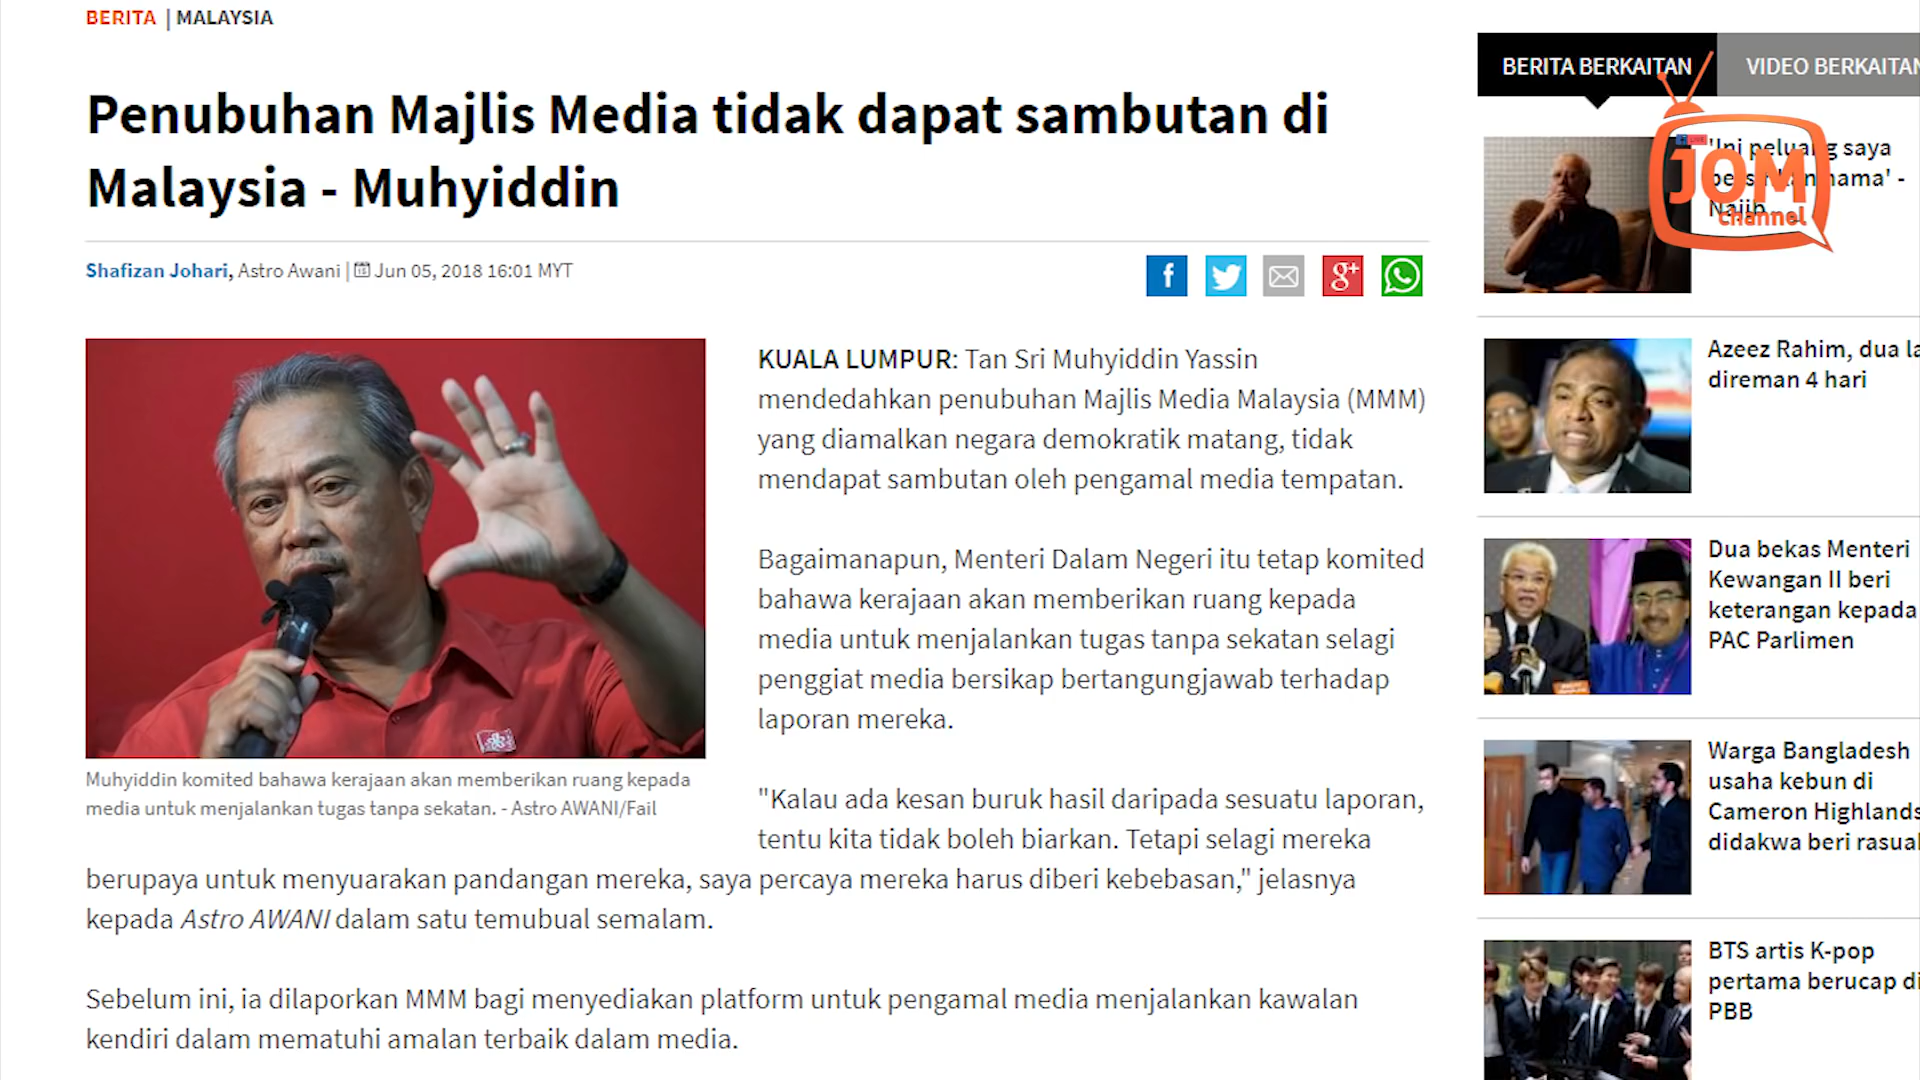 BERITA | MALAYSIA
Penubuhan Majlis Media tidak dapat sambutan di
Malaysia - Muhyiddin
Shafizan Johari, Astro Awani | Jun 05, 2018 16:01 MYT
KUALA LUMPUR: Tan Sri Muhyiddin Yassin
mendedahkan penubuhan Majlis Media Malaysia (MMM)
yang diamalkan negara demokratik matang, tidak
mendapat sambutan oleh pengamal media tempatan.
Bagaimanapun, Menteri Dalam Negeri itu tetap komited
bahawa kerajaan akan memberikan ruang kepada
media untuk menjalankan tugas tanpa sekatan selagi
penggiat media bersikap bertangungjawab terhadap
laporan mereka.
"Kalau ada kesan buruk hasil daripada sesuatu laporan,
tentu kita tidak boleh biarkan. Tetapi selagi mereka
berupaya untuk menyuarakan pandangan mereka, saya percaya mereka harus diberi kebebasan," jelasnya
kepada Astro AWANI dalam satu temubual semalam.
Sebelum ini, ia dilaporkan MMM bagi menyediakan platform untuk pengamal media menjalankan kawalan
kendiri dalam mematuhi amalan terbaik dalam media.
Muhyiddin komited bahawa kerajaan akan memberikan ruang kepada
media untuk menjalankan tugas tanpa sekatan. - Astro AWANI/Fail
BERITA BERKAITAN
VIDEO BERKAITAN
'Ini peluang saya
nama' -
Najib
JOM
channel
Azeez Rahim, dua
direman 4 hari
Dua bekas Menteri
Kewangan II beri
keterangan kepada
PAC Parlimen
Warga Bangladesh
usaha kebun di
Cameron Highlands
didakwa beri
BTS artis K-pop
pertama berucap di
PBB